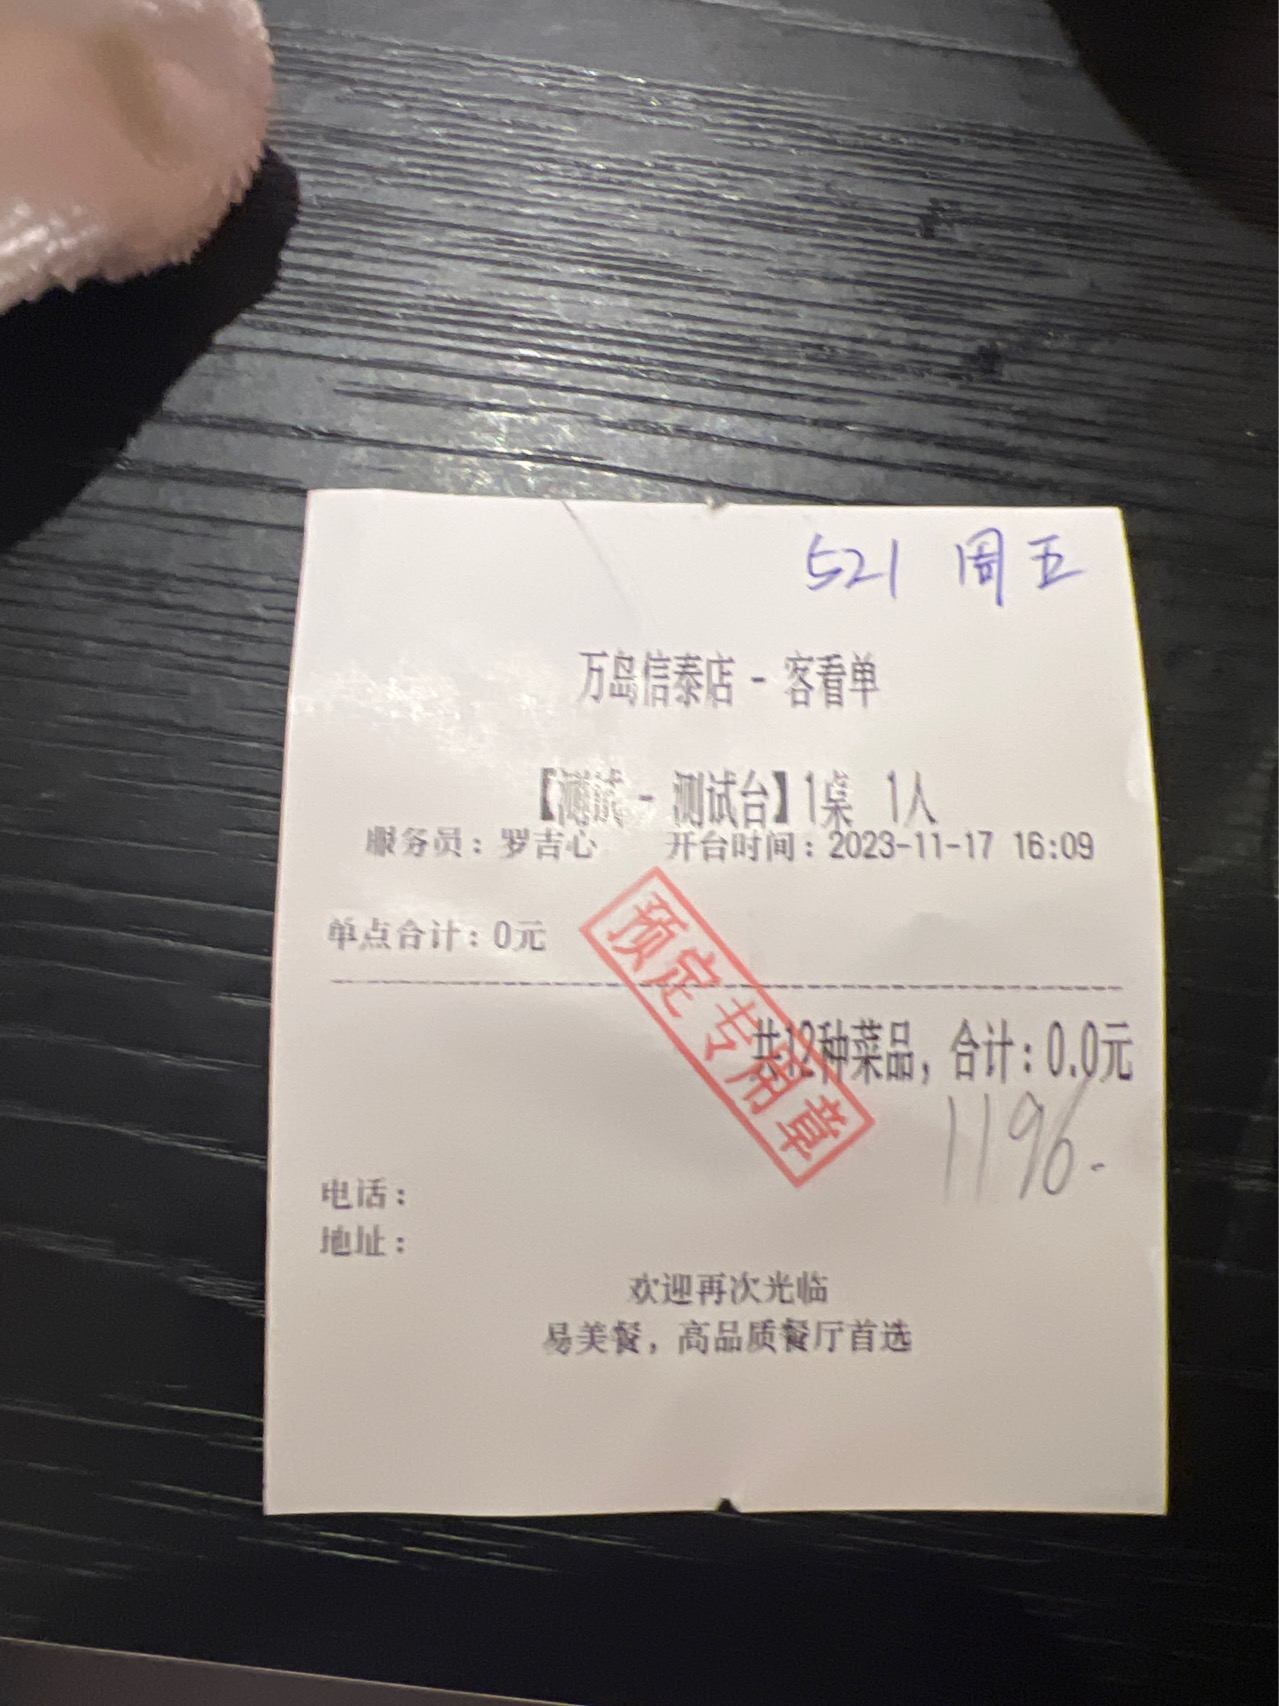 521 周五
万岛信泰店 - 客看单
【测试 - 测试台】1桌 1人
服务员：罗吉心 开台时间：2023-11-17 16:09
单点合计：0元
预定专用章
共12种菜品，合计：0.0元
1196.-
电话：
地址：
欢迎再次光临
易美餐，高品质餐厅首选